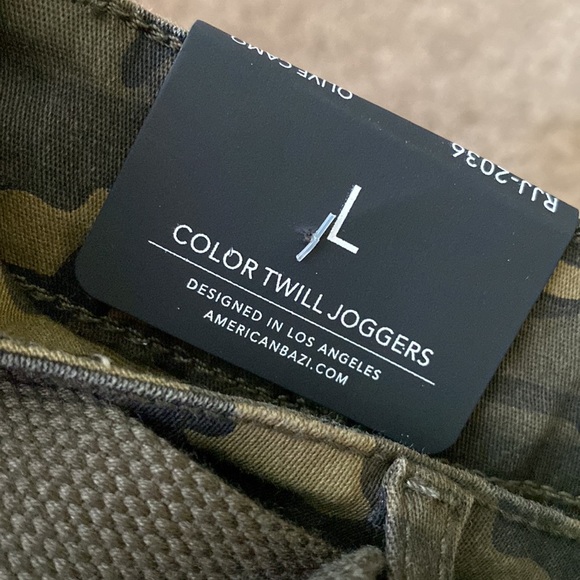 OLIVE CAMO
RJJ-2036
JL
COLOR TWILL JOGGERS
DESIGNED IN LOS ANGELES
AMERICANBAZI.COM